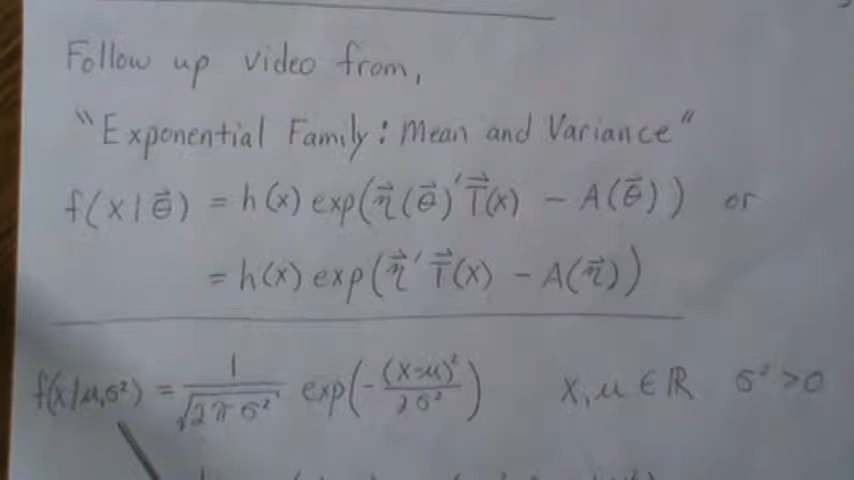 Follow up video from,
"Exponential Family: Mean and Variance"
f(x|θ⃗) = h(x) exp(η⃗(θ⃗)′T⃗(x) − A(θ⃗)) or
= h(x) exp(η⃗′T⃗(x) − A(η⃗))
f(x|μ,σ²) = 1/√(2πσ²) exp(−(x−μ)²/2σ²) x, μ ∈ ℝ σ² > 0